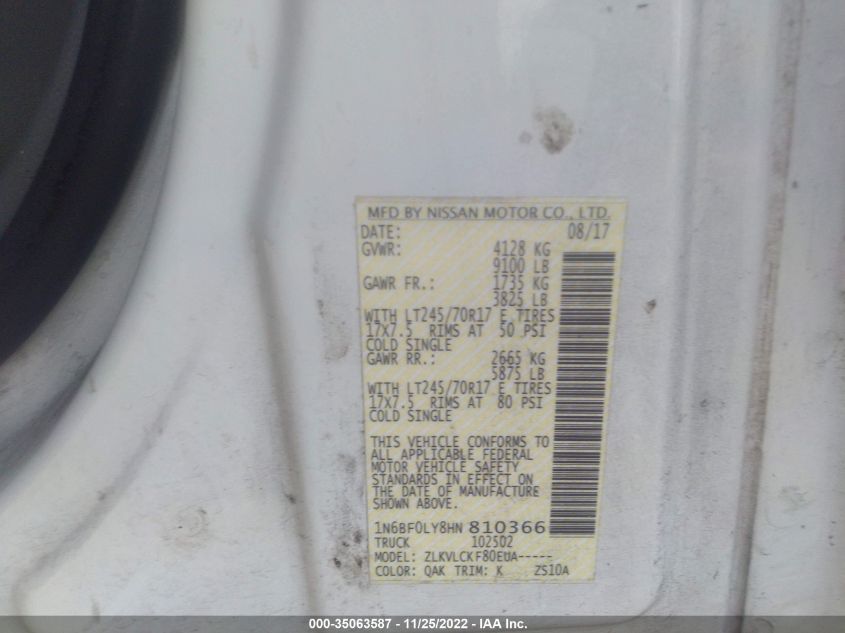 MFD BY NISSAN MOTOR CO., LTD.
DATE: 08/17
GVWR: 4128 KG
9100 LB
GAWR FR.: 1735 KG
3825 LB
WITH LT245/70R17 E TIRES
17X7.5 RIMS AT 50 PSI
COLD SINGLE
GAWR RR.: 2665 KG
5875 LB
WITH LT245/70R17 E TIRES
17X7.5 RIMS AT 80 PSI
COLD SINGLE
THIS VEHICLE CONFORMS TO
ALL APPLICABLE FEDERAL
MOTOR VEHICLE SAFETY
STANDARDS IN EFFECT ON
THE DATE OF MANUFACTURE
SHOWN ABOVE.
1N6BF0LY8HN 810366
TRUCK 102502
MODEL: ZLKVLCKF80EUA-----
COLOR: QAK TRIM: K ZS10A
000-35063587 - 11/25/2022 - IAA Inc.